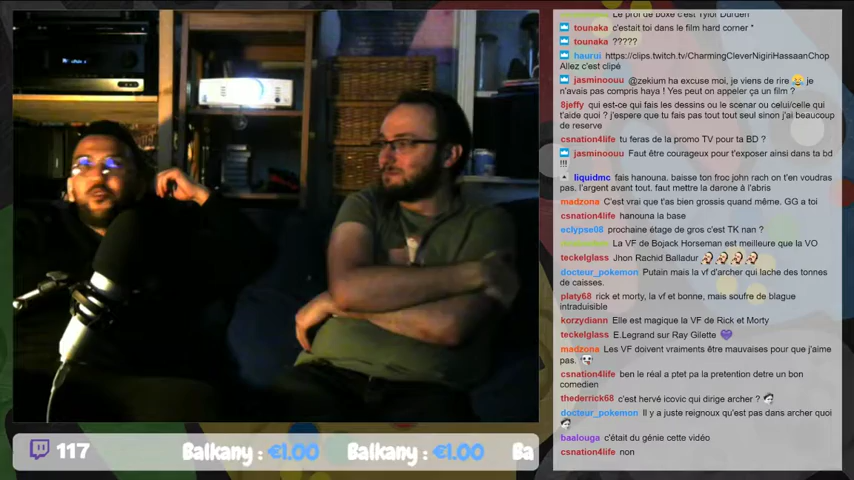 Le prof de boxe c'est Tylor Durden
tounaka c'etait toi dans le film hard corner *
tounaka ?????
haurui https://clips.twitch.tv/CharmingCleverNigiriHassaanChop
Allez c'est clipé
jasminoouu @zekium ha excuse moi, je viens de rire je
n'avais pas compris haya ! Yes peut on appeler ça un film ?
8jeffy qui est-ce qui fais les dessins ou le scenar ou celui/celle qui
t'aide quoi ? j'espere que tu fais pas tout tout seul sinon j'ai beaucoup
de reserve
csnation4life tu feras de la promo TV pour ta BD ?
jasminoouu Faut être courageux pour t'exposer ainsi dans ta bd
!!!
liquidmc fais hanouna. baisse ton froc john rach on t'en voudras
pas. l'argent avant tout. faut mettre la darone à l'abris
madzona C'est vrai que t'as bien grossis quand même. GG a toi
csnation4life hanouna la base
eclypse08 prochaine étage de gros c'est TK nan ?
La VF de Bojack Horseman est meilleure que la VO
teckelglass Jhon Rachid Balladur
docteur_pokemon Putain mais la vf d'archer qui lache des tonnes
de caisses.
platy68 rick et morty, la vf et bonne, mais soufre de blague
intraduisible
korzydiann Elle est magique la VF de Rick et Morty
teckelglass E.Legrand sur Ray Gilette
madzona Les VF doivent vraiments être mauvaises pour que j'aime
pas.
csnation4life ben le réal a ptet pa la pretention detre un bon
comedien
thederrick68 c'est hervé icovic qui dirige archer ?
docteur_pokemon Il y a juste reignoux qu'est pas dans archer quoi
baalouga c'était du génie cette vidéo
csnation4life non
117 Balkany : €1.00 Balkany : €1.00 Ba